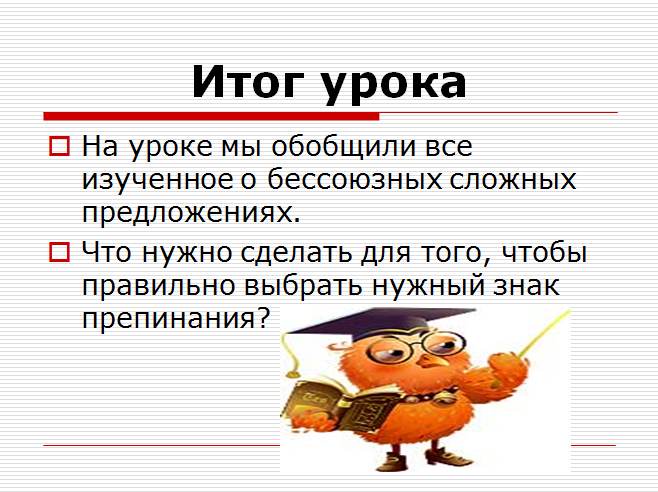 Итог урока
На уроке мы обобщили все
изученное о бессоюзных сложных
предложениях.
Что нужно сделать для того, чтобы
правильно выбрать нужный знак
препинания?